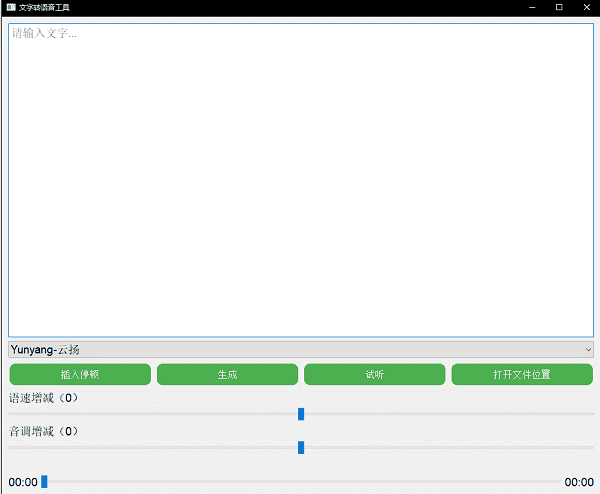 文字转语音工具
请输入文字...
Yunyang-云扬
插入停顿 生成 试听 打开文件位置
语速增减（0）
音调增减（0）
00:00 00:00